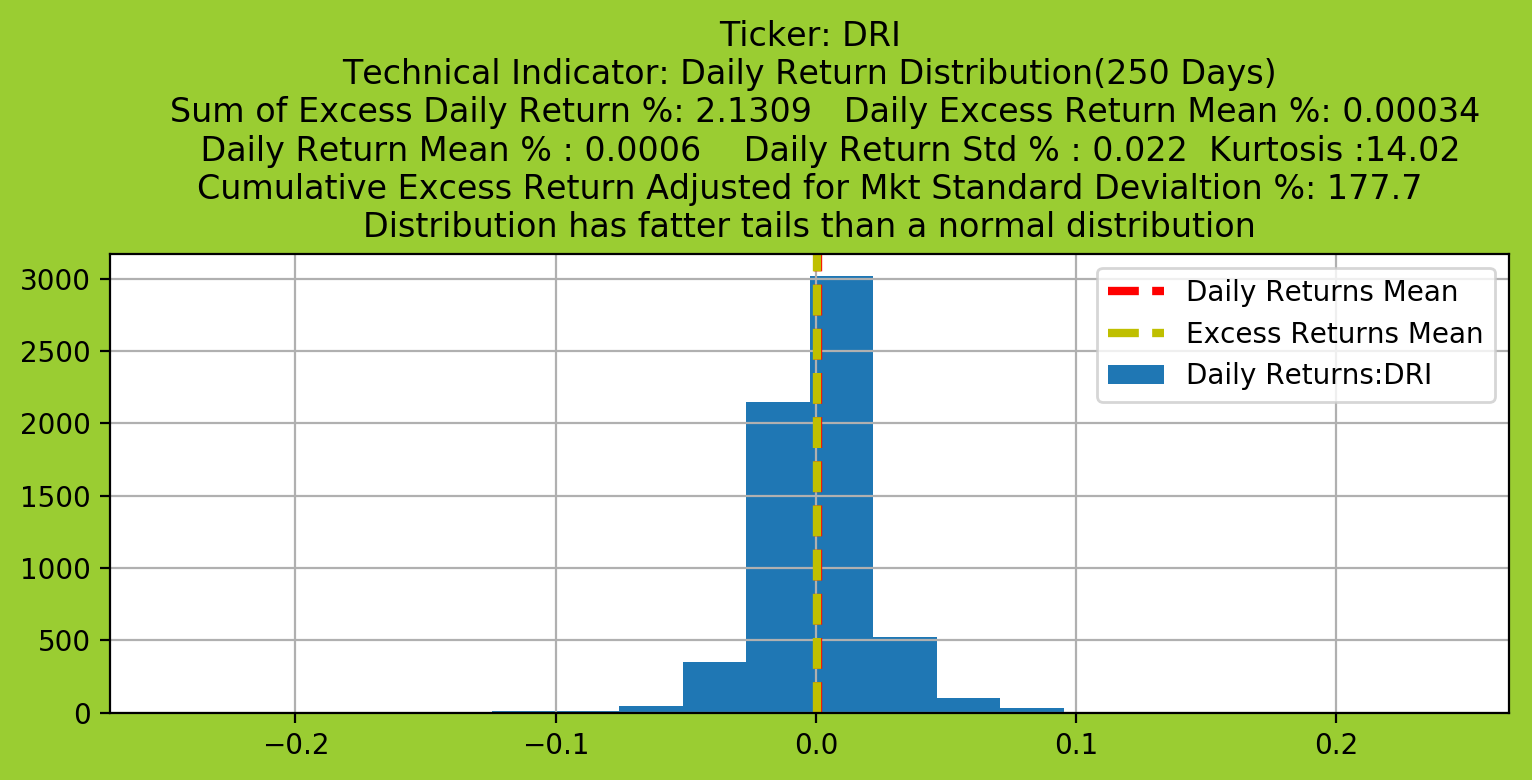 Ticker: DRI
Technical Indicator: Daily Return Distribution(250 Days)
Sum of Excess Daily Return %: 2.1309   Daily Excess Return Mean %: 0.00034
Daily Return Mean % : 0.0006    Daily Return Std % : 0.022  Kurtosis :14.02
Cumulative Excess Return Adjusted for Mkt Standard Devialtion %: 177.7
Distribution has fatter tails than a normal distribution
3000
2500
2000
1500
1000
500
0
Daily Returns Mean
Excess Returns Mean
Daily Returns:DRI
−0.2 −0.1 0.0 0.1 0.2